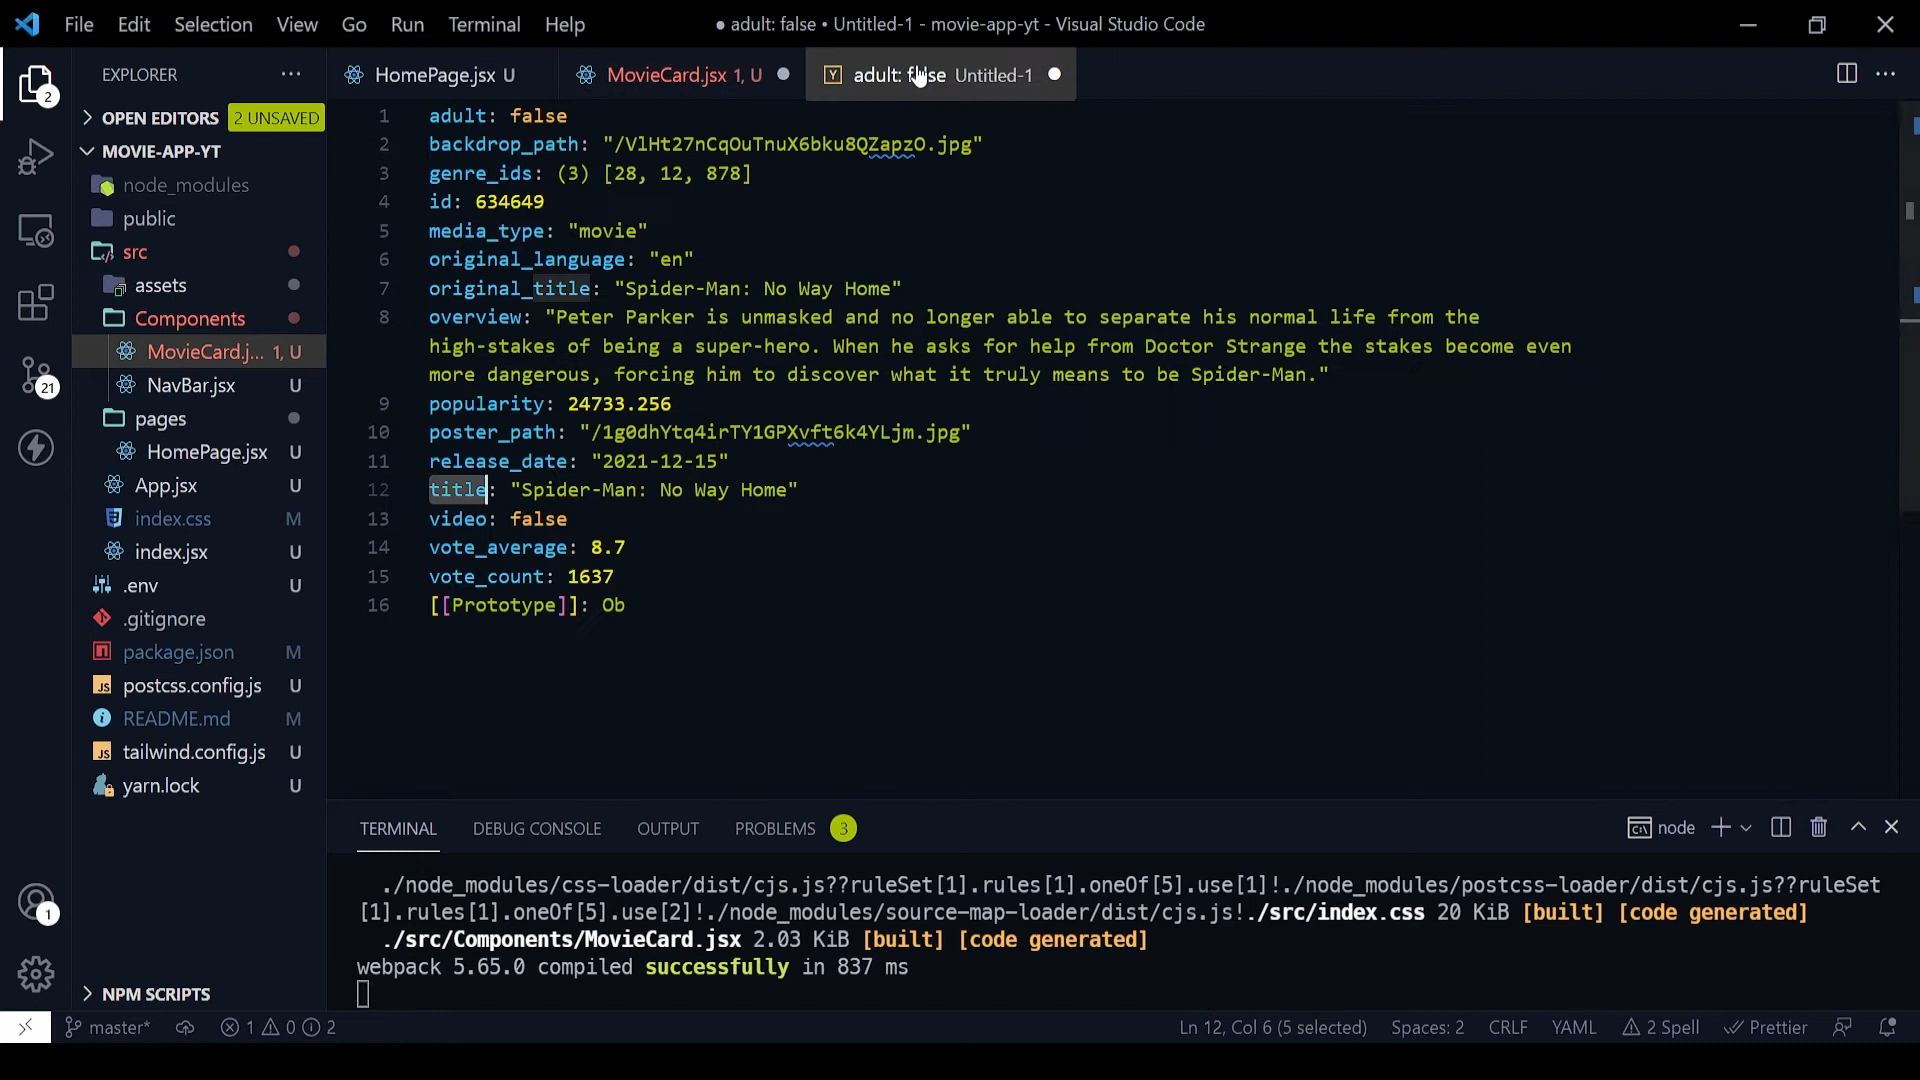 File Edit Selection View Go Run Terminal Help
● adult: false • Untitled-1 - movie-app-yt - Visual Studio Code
EXPLORER ...
OPEN EDITORS 2 UNSAVED
MOVIE-APP-YT
node_modules
public
src
assets
Components
MovieCard.j... 1, U
NavBar.jsx U
pages
HomePage.jsx U
App.jsx U
index.css M
index.jsx U
.env U
.gitignore
package.json M
postcss.config.js U
README.md M
tailwind.config.js U
yarn.lock U
NPM SCRIPTS
2
21
1
HomePage.jsx U
MovieCard.jsx 1, U
adult: false Untitled-1
1 adult: false
2 backdrop_path: "/VlHt27nCqOuTnuX6bku8QZapzO.jpg"
3 genre_ids: (3) [28, 12, 878]
4 id: 634649
5 media_type: "movie"
6 original_language: "en"
7 original_title: "Spider-Man: No Way Home"
8 overview: "Peter Parker is unmasked and no longer able to separate his normal life from the
high-stakes of being a super-hero. When he asks for help from Doctor Strange the stakes become even
more dangerous, forcing him to discover what it truly means to be Spider-Man."
9 popularity: 24733.256
10 poster_path: "/1g0dhYtq4irTY1GPXvft6k4YLjm.jpg"
11 release_date: "2021-12-15"
12 title: "Spider-Man: No Way Home"
13 video: false
14 vote_average: 8.7
15 vote_count: 1637
16 [[Prototype]]: Ob
TERMINAL DEBUG CONSOLE OUTPUT PROBLEMS 3
node
./node_modules/css-loader/dist/cjs.js??ruleSet[1].rules[1].oneOf[5].use[1]!./node_modules/postcss-loader/dist/cjs.js??ruleSet
[1].rules[1].oneOf[5].use[2]!./node_modules/source-map-loader/dist/cjs.js!./src/index.css 20 KiB [built] [code generated]
./src/Components/MovieCard.jsx 2.03 KiB [built] [code generated]
webpack 5.65.0 compiled successfully in 837 ms
master* 1 0 2
Ln 12, Col 6 (5 selected) Spaces: 2 CRLF YAML 2 Spell Prettier